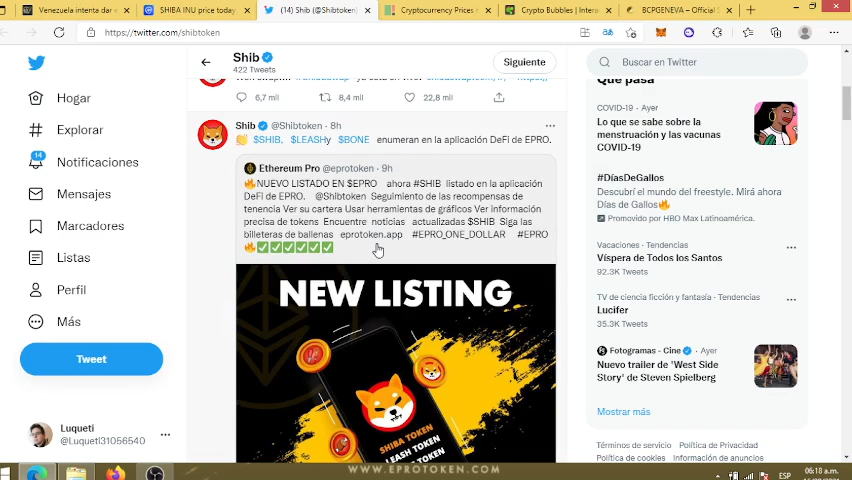 Venezuela intenta dar e
SHIBA INU price today
(14) Shib (@Shibtoken)
Cryptocurrency Prices
Crypto Bubbles | Intera
BCPGENEVA – Official S
https://twitter.com/shibtoken
Shib
422 Tweets
Siguiente
Buscar en Twitter
Hogar
Explorar
14
Notificaciones
Mensajes
Marcadores
Listas
Perfil
Más
Tweet
Luqueti
@Luqueti31056540
6,7 mil
8,4 mil
22,8 mil
Shib @Shibtoken · 8h
$SHIB, $LEASHy $BONE enumeran en la aplicación DeFi de EPRO.
Ethereum Pro @eprotoken · 9h
NUEVO LISTADO EN $EPRO ahora #SHIB listado en la aplicación
DeFi de EPRO. @Shibtoken Seguimiento de las recompensas de
tenencia Ver su cartera Usar herramientas de gráficos Ver información
precisa de tokens Encuentre noticias actualizadas $SHIB Siga las
billeteras de ballenas eprotoken.app #EPRO_ONE_DOLLAR #EPRO
NEW LISTING
SHIBA TOKEN
LEASH TOKEN
WWW.EPROTOKEN.COM
Qué pasa
COVID-19 · Ayer
Lo que se sabe sobre la
menstruación y las vacunas
COVID-19
#DíasDeGallos
Descubrí el mundo del freestyle. Mirá ahora
Días de Gallos
Promovido por HBO Max Latinoamérica.
Vacaciones · Tendencias
Víspera de Todos los Santos
92.3K Tweets
TV de ciencia ficción y fantasía · Tendencias
Lucifer
35.3K Tweets
Fotogramas - Cine · Ayer
Nuevo trailer de 'West Side
Story' de Steven Spielberg
Mostrar más
Términos de servicio Política de Privacidad
Política de cookies Información de anuncios
ESP
06:18 a.m.